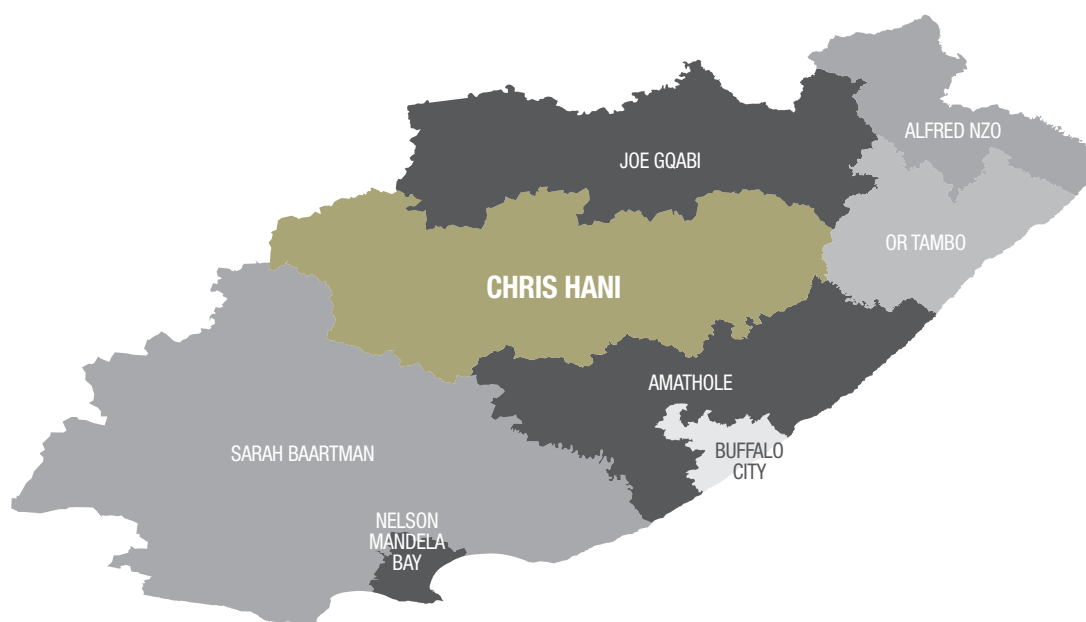 ALFRED NZO
JOE GQABI
OR TAMBO
CHRIS HANI
AMATHOLE
SARAH BAARTMAN
BUFFALO
CITY
NELSON
MANDELA
BAY